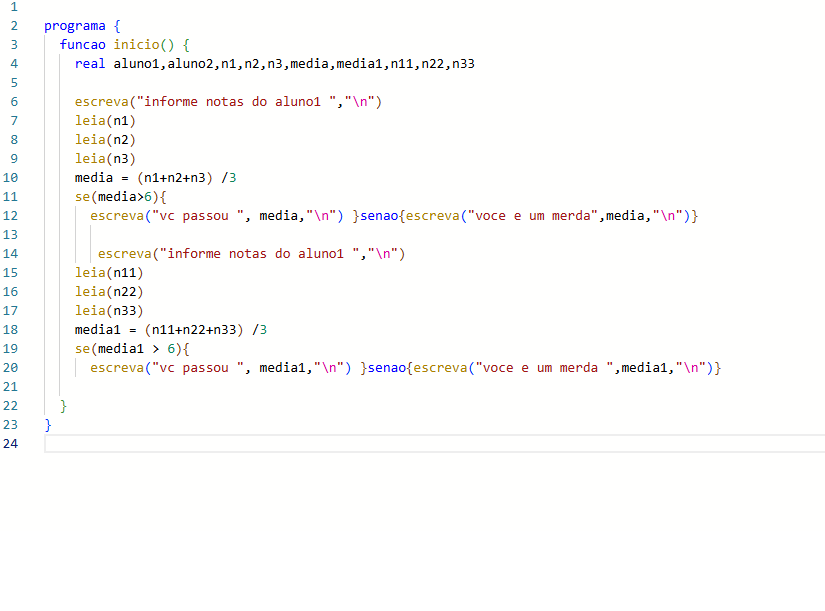 1
2 programa {
3 funcao inicio() {
4 real aluno1,aluno2,n1,n2,n3,media,media1,n11,n22,n33
5
6 escreva("informe notas do aluno1 ","\n")
7 leia(n1)
8 leia(n2)
9 leia(n3)
10 media = (n1+n2+n3) /3
11 se(media>6){
12 escreva("vc passou ", media,"\n") }senao{escreva("voce e um merda",media,"\n")}
13
14 escreva("informe notas do aluno1 ","\n")
15 leia(n11)
16 leia(n22)
17 leia(n33)
18 media1 = (n11+n22+n33) /3
19 se(media1 > 6){
20 escreva("vc passou ", media1,"\n") }senao{escreva("voce e um merda ",media1,"\n")}
21
22 }
23 }
24